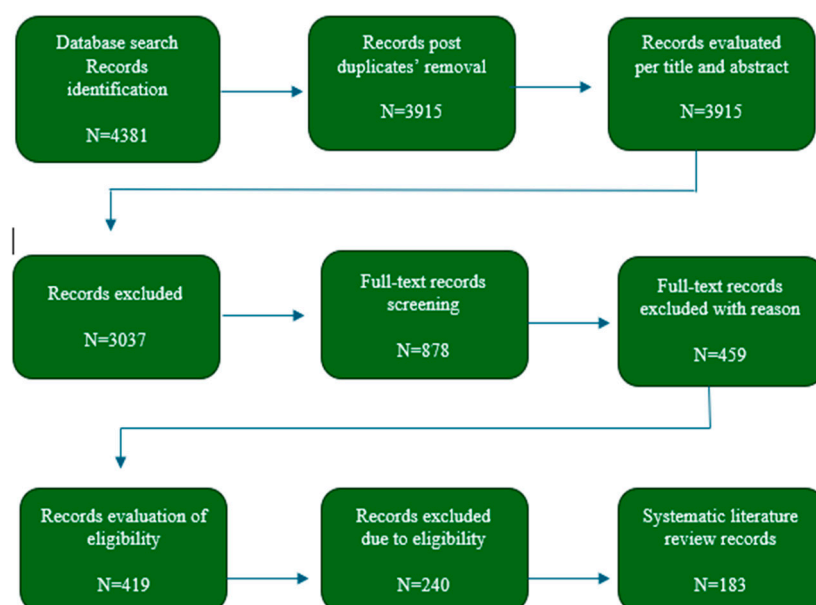 Database search
Records
identification
N=4381
Records post
duplicates’ removal
N=3915
Records evaluated
per title and abstract
N=3915
Records excluded
N=3037
Full-text records
screening
N=878
Full-text records
excluded with reason
N=459
Records evaluation of
eligibility
N=419
Records excluded
due to eligibility
N=240
Systematic literature
review records
N=183